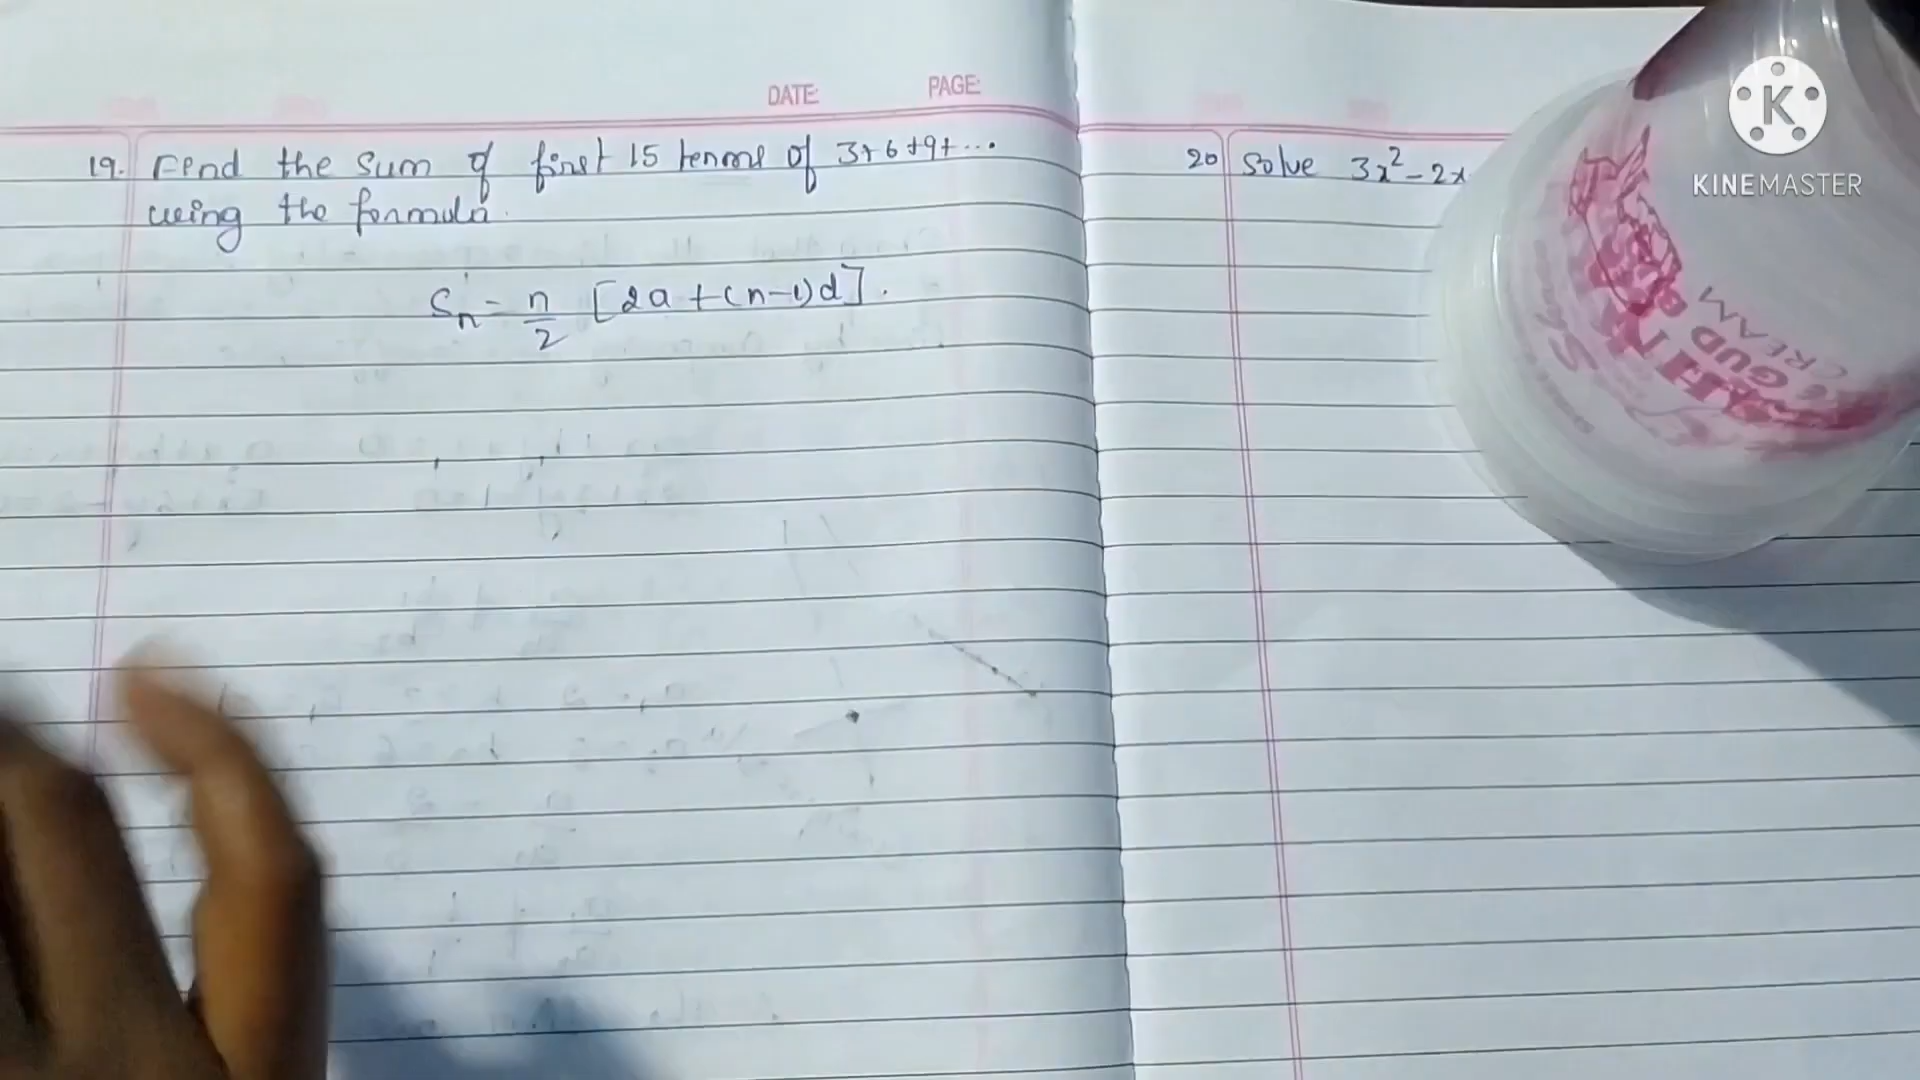 DATE: PAGE:
19. Find the sum of first 15 terms of 3+6+9+...
using the formula.
Sn = n/2 [2a+(n-1)d].
20 Solve 3x² - 2x
KINEMASTER
GUD
CREAM